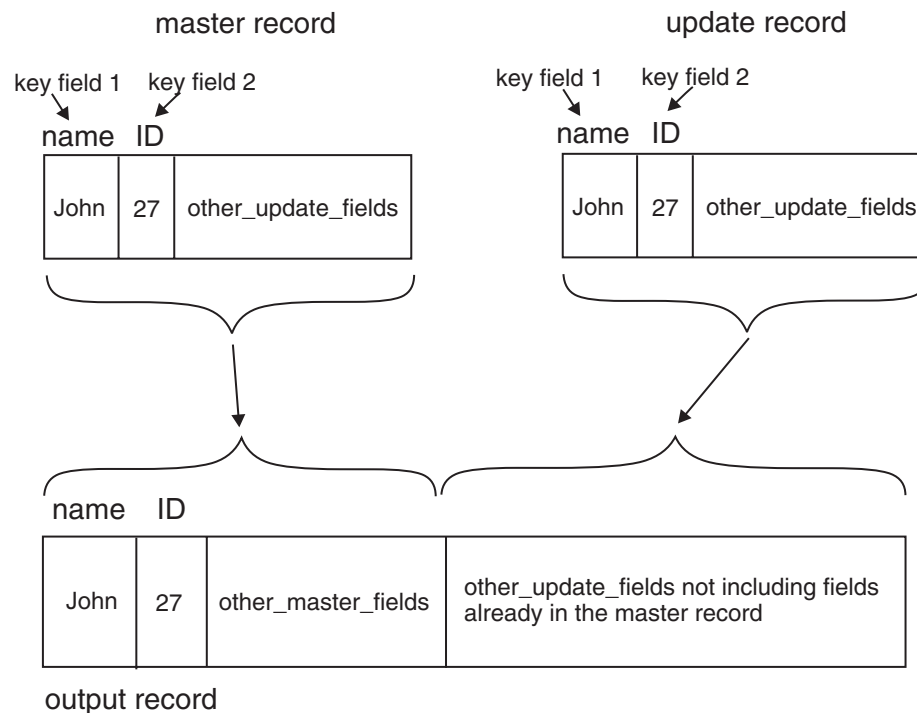 master record
update record
key field 1
key field 2
key field 1
key field 2
name
ID
name
ID
John
27
other_update_fields
John
27
other_update_fields
name
ID
John
27
other_master_fields
other_update_fields not including fields
already in the master record
output record